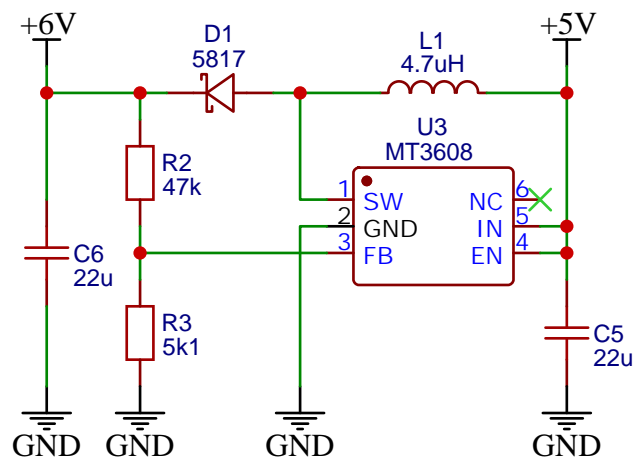 +6V
D1
5817
L1
4.7uH
+5V
U3
MT3608
R2
47k
1 SW NC 6
2 GND IN 5
3 FB EN 4
C6
22u
R3
5k1
C5
22u
GND GND GND GND